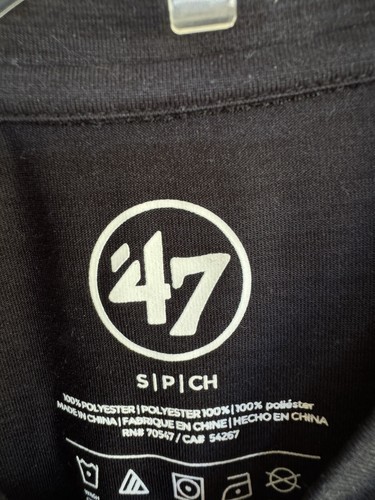 '47
S|P|CH
100% POLYESTER | POLYESTER 100% | 100% poliéster
MADE IN CHINA | FABRIQUE EN CHINE | HECHO EN CHINA
RN# 70547 / CA# 54267